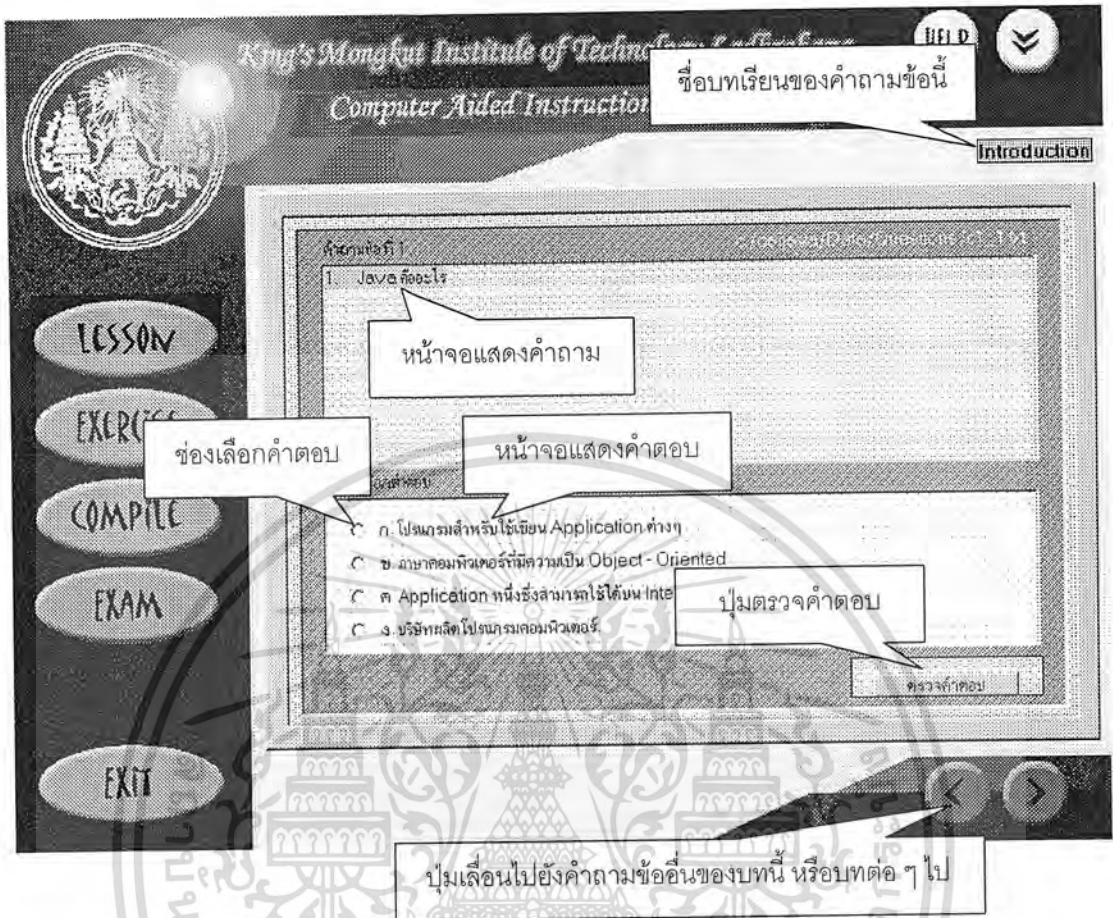 King's Mongkut Institute of
HELP
Computer Aided Instruction
ชื่อบทเรียนของคำถามข้อนี้
Introduction
คำถามข้อที่ 1
1. Java คืออะไร
หน้าจอแสดงคำถาม
LESSON
EXERCISE
ช่องเลือกคำตอบ
หน้าจอแสดงคำตอบ
COMPILE
ก. โปรแกรมสำหรับใช้เขียน Application ต่างๆ
ข. ภาษาคอมพิวเตอร์ที่มีความเป็น Object - Oriented
ค. Application หนึ่งซึ่งสามารถใช้ได้บน Inte
ง. บริษัทผลิตโปรแกรมคอมพิวเตอร์.
ปุ่มตรวจคำตอบ
EXAM
ตรวจคำตอบ
EXIT
ปุ่มเลื่อนไปยังคำถามข้ออื่นของบทนี้ หรือบทต่อ ๆ ไป